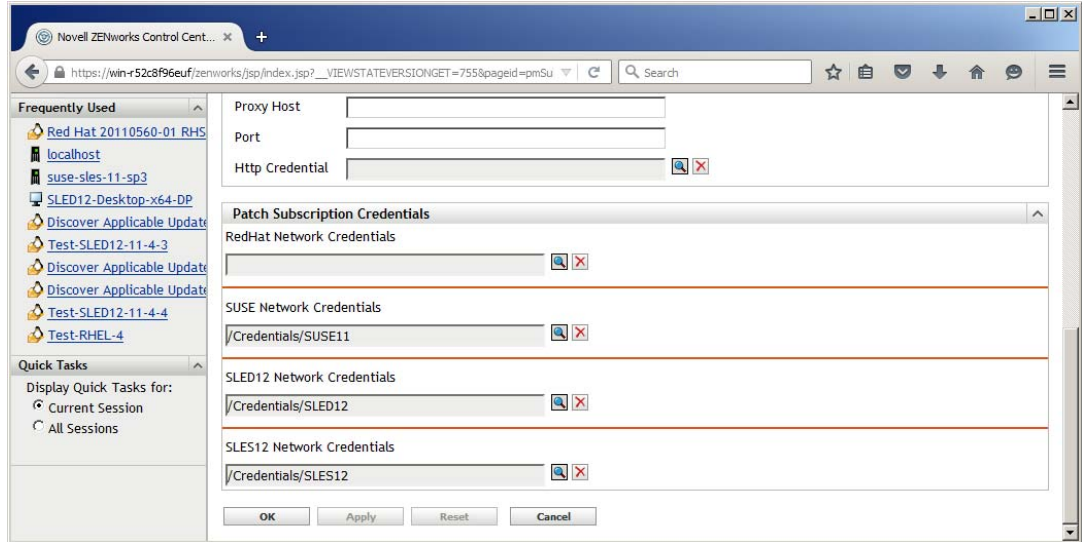 Novell ZENworks Control Cent...
https://win-r52c8f96euf/zenworks/jsp/index.jsp?__VIEWSTATEVERSIONGET=755&pageid=pmSu
Search
Frequently Used
Red Hat 20110560-01 RHS
localhost
suse-sles-11-sp3
SLED12-Desktop-x64-DP
Discover Applicable Update
Test-SLED12-11-4-3
Discover Applicable Update
Discover Applicable Update
Test-SLED12-11-4-4
Test-RHEL-4
Quick Tasks
Display Quick Tasks for:
Current Session
All Sessions
Proxy Host
Port
Http Credential
Patch Subscription Credentials
RedHat Network Credentials
SUSE Network Credentials
/Credentials/SUSE11
SLED12 Network Credentials
/Credentials/SLED12
SLES12 Network Credentials
/Credentials/SLES12
OK Apply Reset Cancel